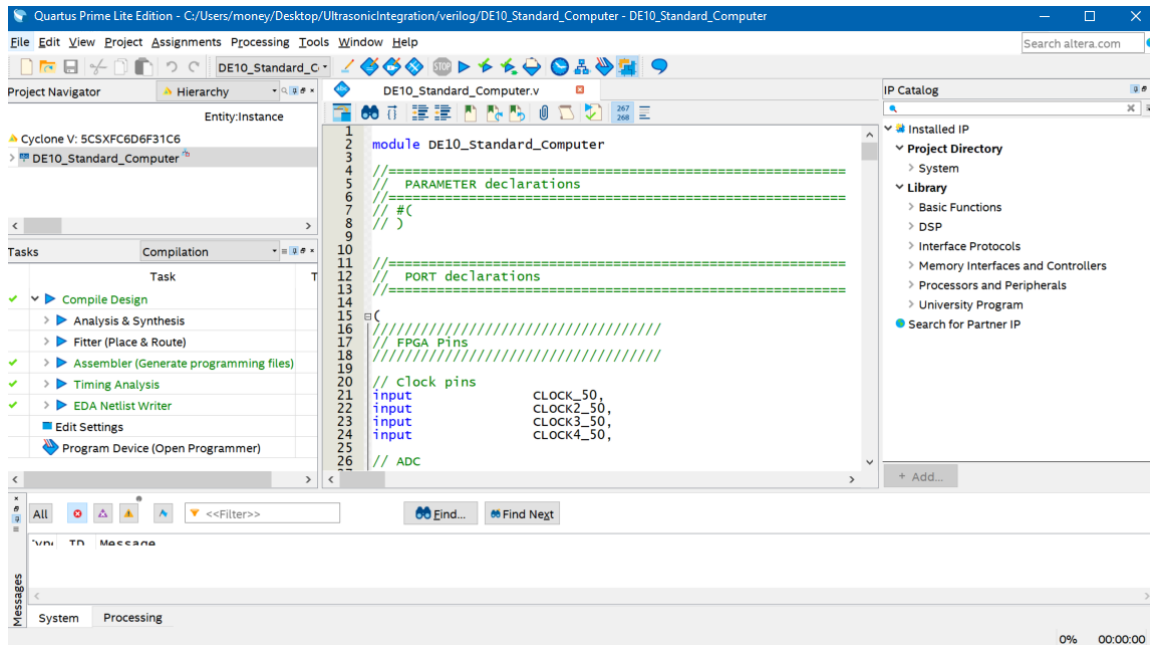 Quartus Prime Lite Edition - C:/Users/money/Desktop/UltrasonicIntegration/verilog/DE10_Standard_Computer - DE10_Standard_Computer
File Edit View Project Assignments Processing Tools Window Help
Search altera.com
DE10_Standard_C
Project Navigator
Hierarchy
Entity:Instance
Cyclone V: 5CSXFC6D6F31C6
DE10_Standard_Computer
Tasks
Compilation
Task
T
Compile Design
Analysis & Synthesis
Fitter (Place & Route)
Assembler (Generate programming files)
Timing Analysis
EDA Netlist Writer
Edit Settings
Program Device (Open Programmer)
DE10_Standard_Computer.v
267
268
1
2 module DE10_Standard_Computer
3
4 //=========================================================
5 // PARAMETER declarations
6 //=========================================================
7 // #(
8 // )
9
10
11 //=========================================================
12 // PORT declarations
13 //=========================================================
14
15 (
16 ////////////////////////////////////
17 // FPGA Pins
18 ////////////////////////////////////
19
20 // Clock pins
21 input CLOCK_50,
22 input CLOCK2_50,
23 input CLOCK3_50,
24 input CLOCK4_50,
25
26 // ADC
IP Catalog
Installed IP
Project Directory
System
Library
Basic Functions
DSP
Interface Protocols
Memory Interfaces and Controllers
Processors and Peripherals
University Program
Search for Partner IP
+ Add...
All
<<Filter>>
Find...
Find Next
ID Message
Messages
System Processing
0% 00:00:00